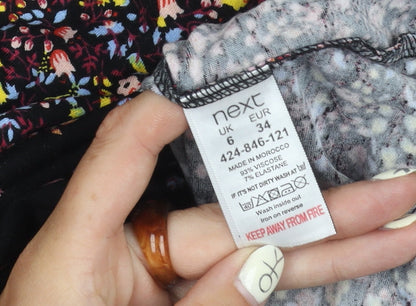 next
UK EUR
6 34
424-846-121
MADE IN MOROCCO
93% VISCOSE
7% ELASTANE
IF IT'S NOT DIRTY WASH AT
Wash inside out
Iron on reverse
KEEP AWAY FROM FIRE